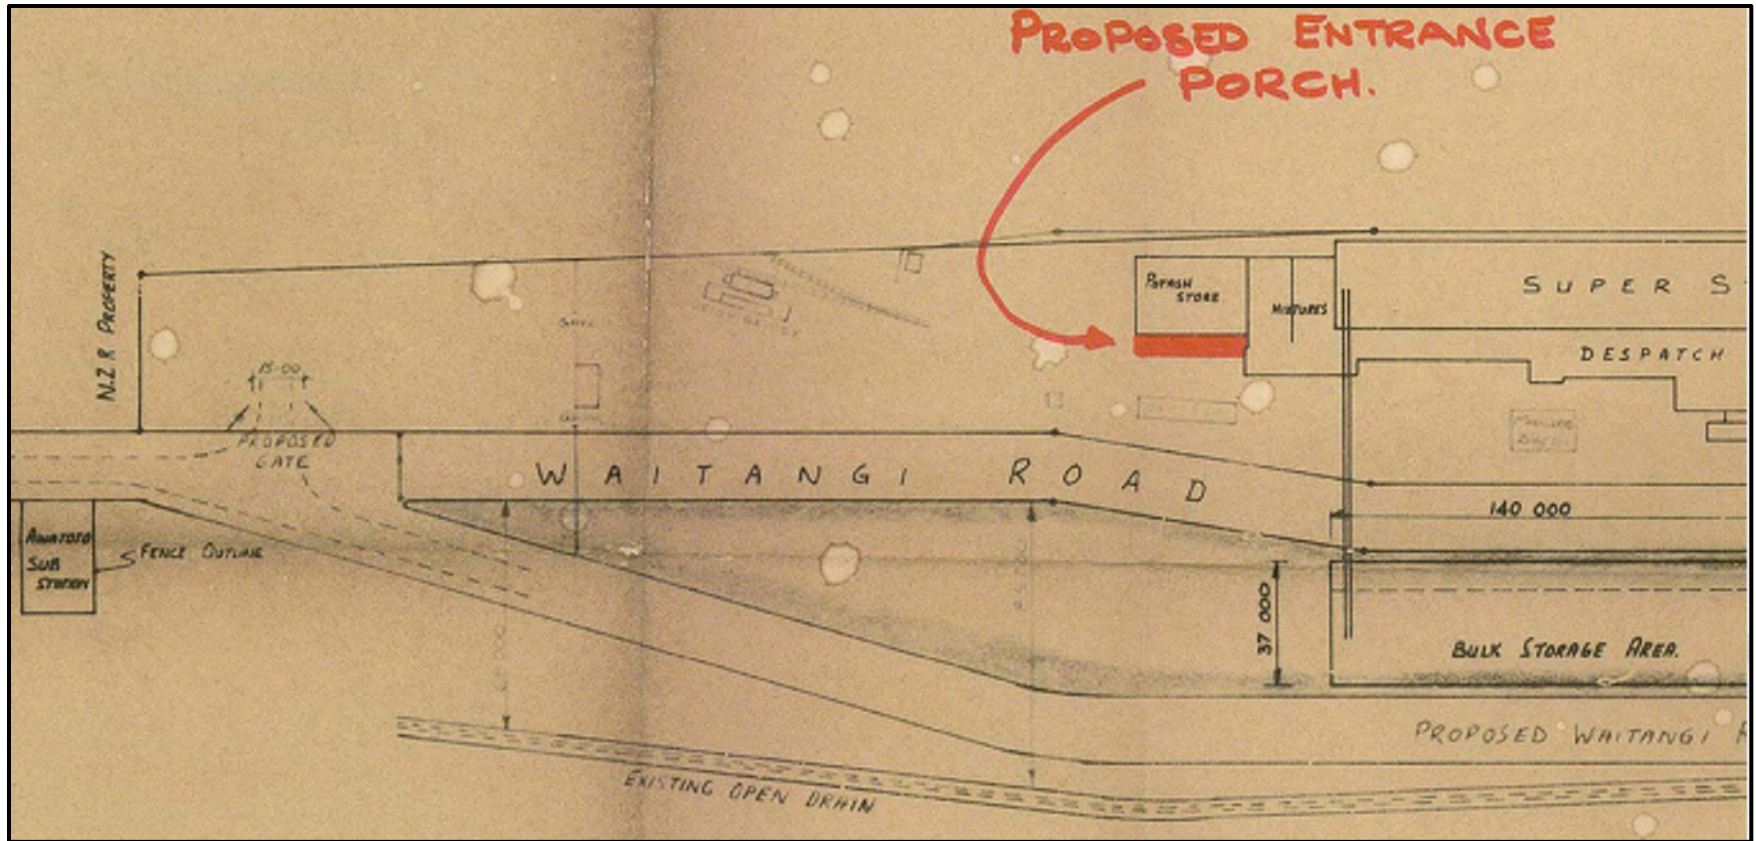 PROPOSED ENTRANCE
PORCH.
N.Z.R PROPERTY
POTASH
STORE
MIXTURES
SUPER S
DESPATCH
15.00
PROPOSED
GATE
WAITANGI ROAD
140 000
AWATOTO
SUB
STATION
FENCE OUTLINE
37 000
BULK STORAGE AREA.
PROPOSED WAITANGI
EXISTING OPEN DRAIN